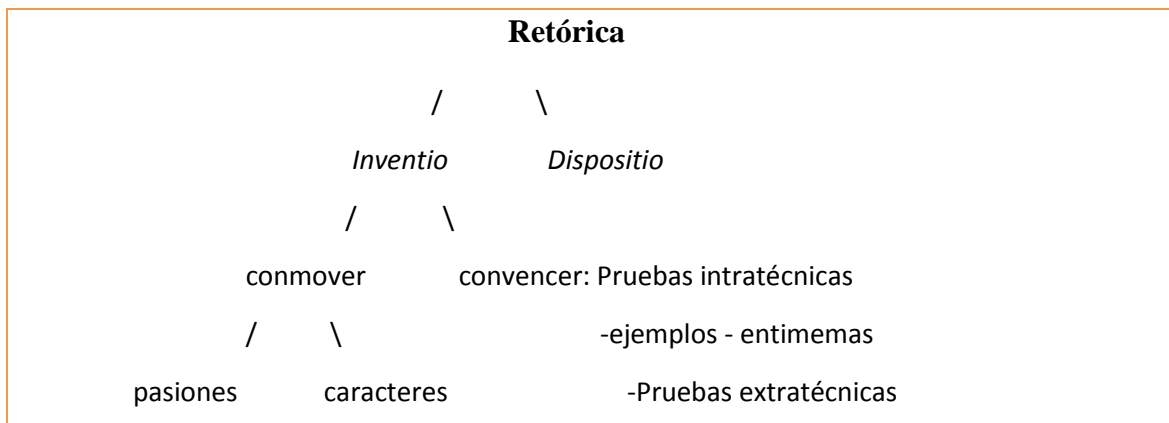 Retórica
/ \
Inventio Dispositio
/ \
conmover convencer: Pruebas intratécnicas
/ \ -ejemplos - entimemas
pasiones caracteres -Pruebas extratécnicas